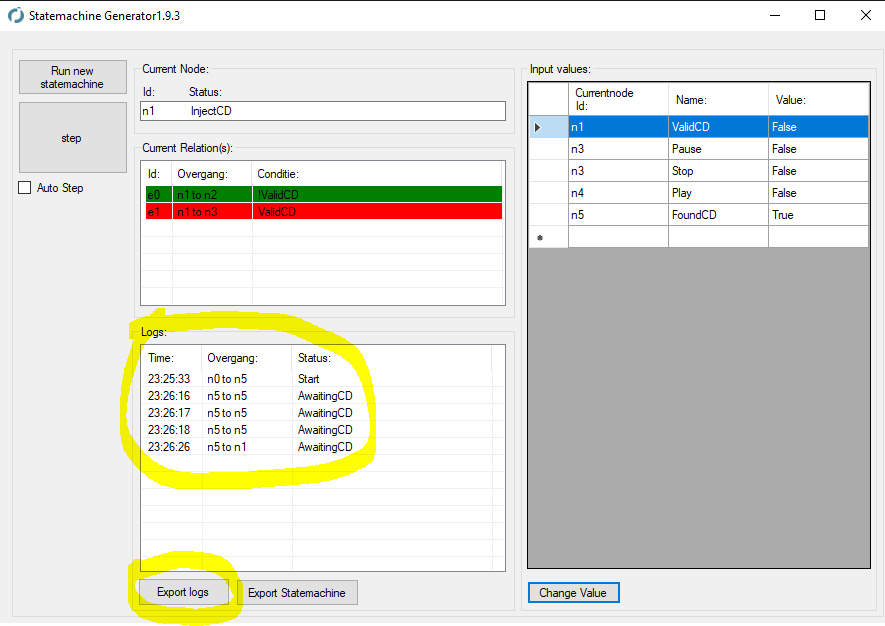 Statemachine Generator1.9.3
Run new
statemachine
step
Auto Step
Current Node:
Id: Status:
n1 InjectCD
Current Relation(s):
Id: Overgang: Conditie:
e0 n1 to n2 !ValidCD
e1 n1 to n3 ValidCD
Logs:
Time: Overgang: Status:
23:25:33 n0 to n5 Start
23:26:16 n5 to n5 AwaitingCD
23:26:17 n5 to n5 AwaitingCD
23:26:18 n5 to n5 AwaitingCD
23:26:26 n5 to n1 AwaitingCD
Export logs Export Statemachine
Input values:
Currentnode
Id: Name: Value:
n1 ValidCD False
n3 Pause False
n3 Stop False
n4 Play False
n5 FoundCD True
Change Value